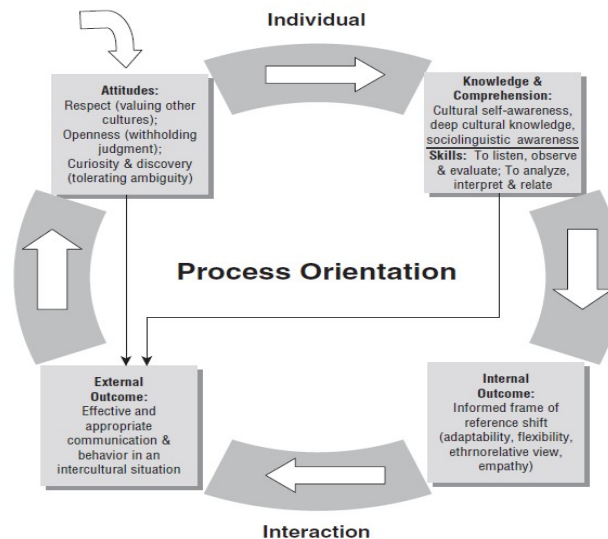 Individual
Attitudes:
Respect (valuing other
cultures);
Openness (withholding
judgment);
Curiosity & discovery
(tolerating ambiguity)
Knowledge &
Comprehension:
Cultural self-awareness,
deep cultural knowledge,
sociolinguistic awareness
Skills: To listen, observe
& evaluate; To analyze,
interpret & relate
Process Orientation
External
Outcome:
Effective and
appropriate
communication &
behavior in an
intercultural situation
Internal
Outcome:
Informed frame of
reference shift
(adaptability, flexibility,
ethrnorelative view,
empathy)
Interaction